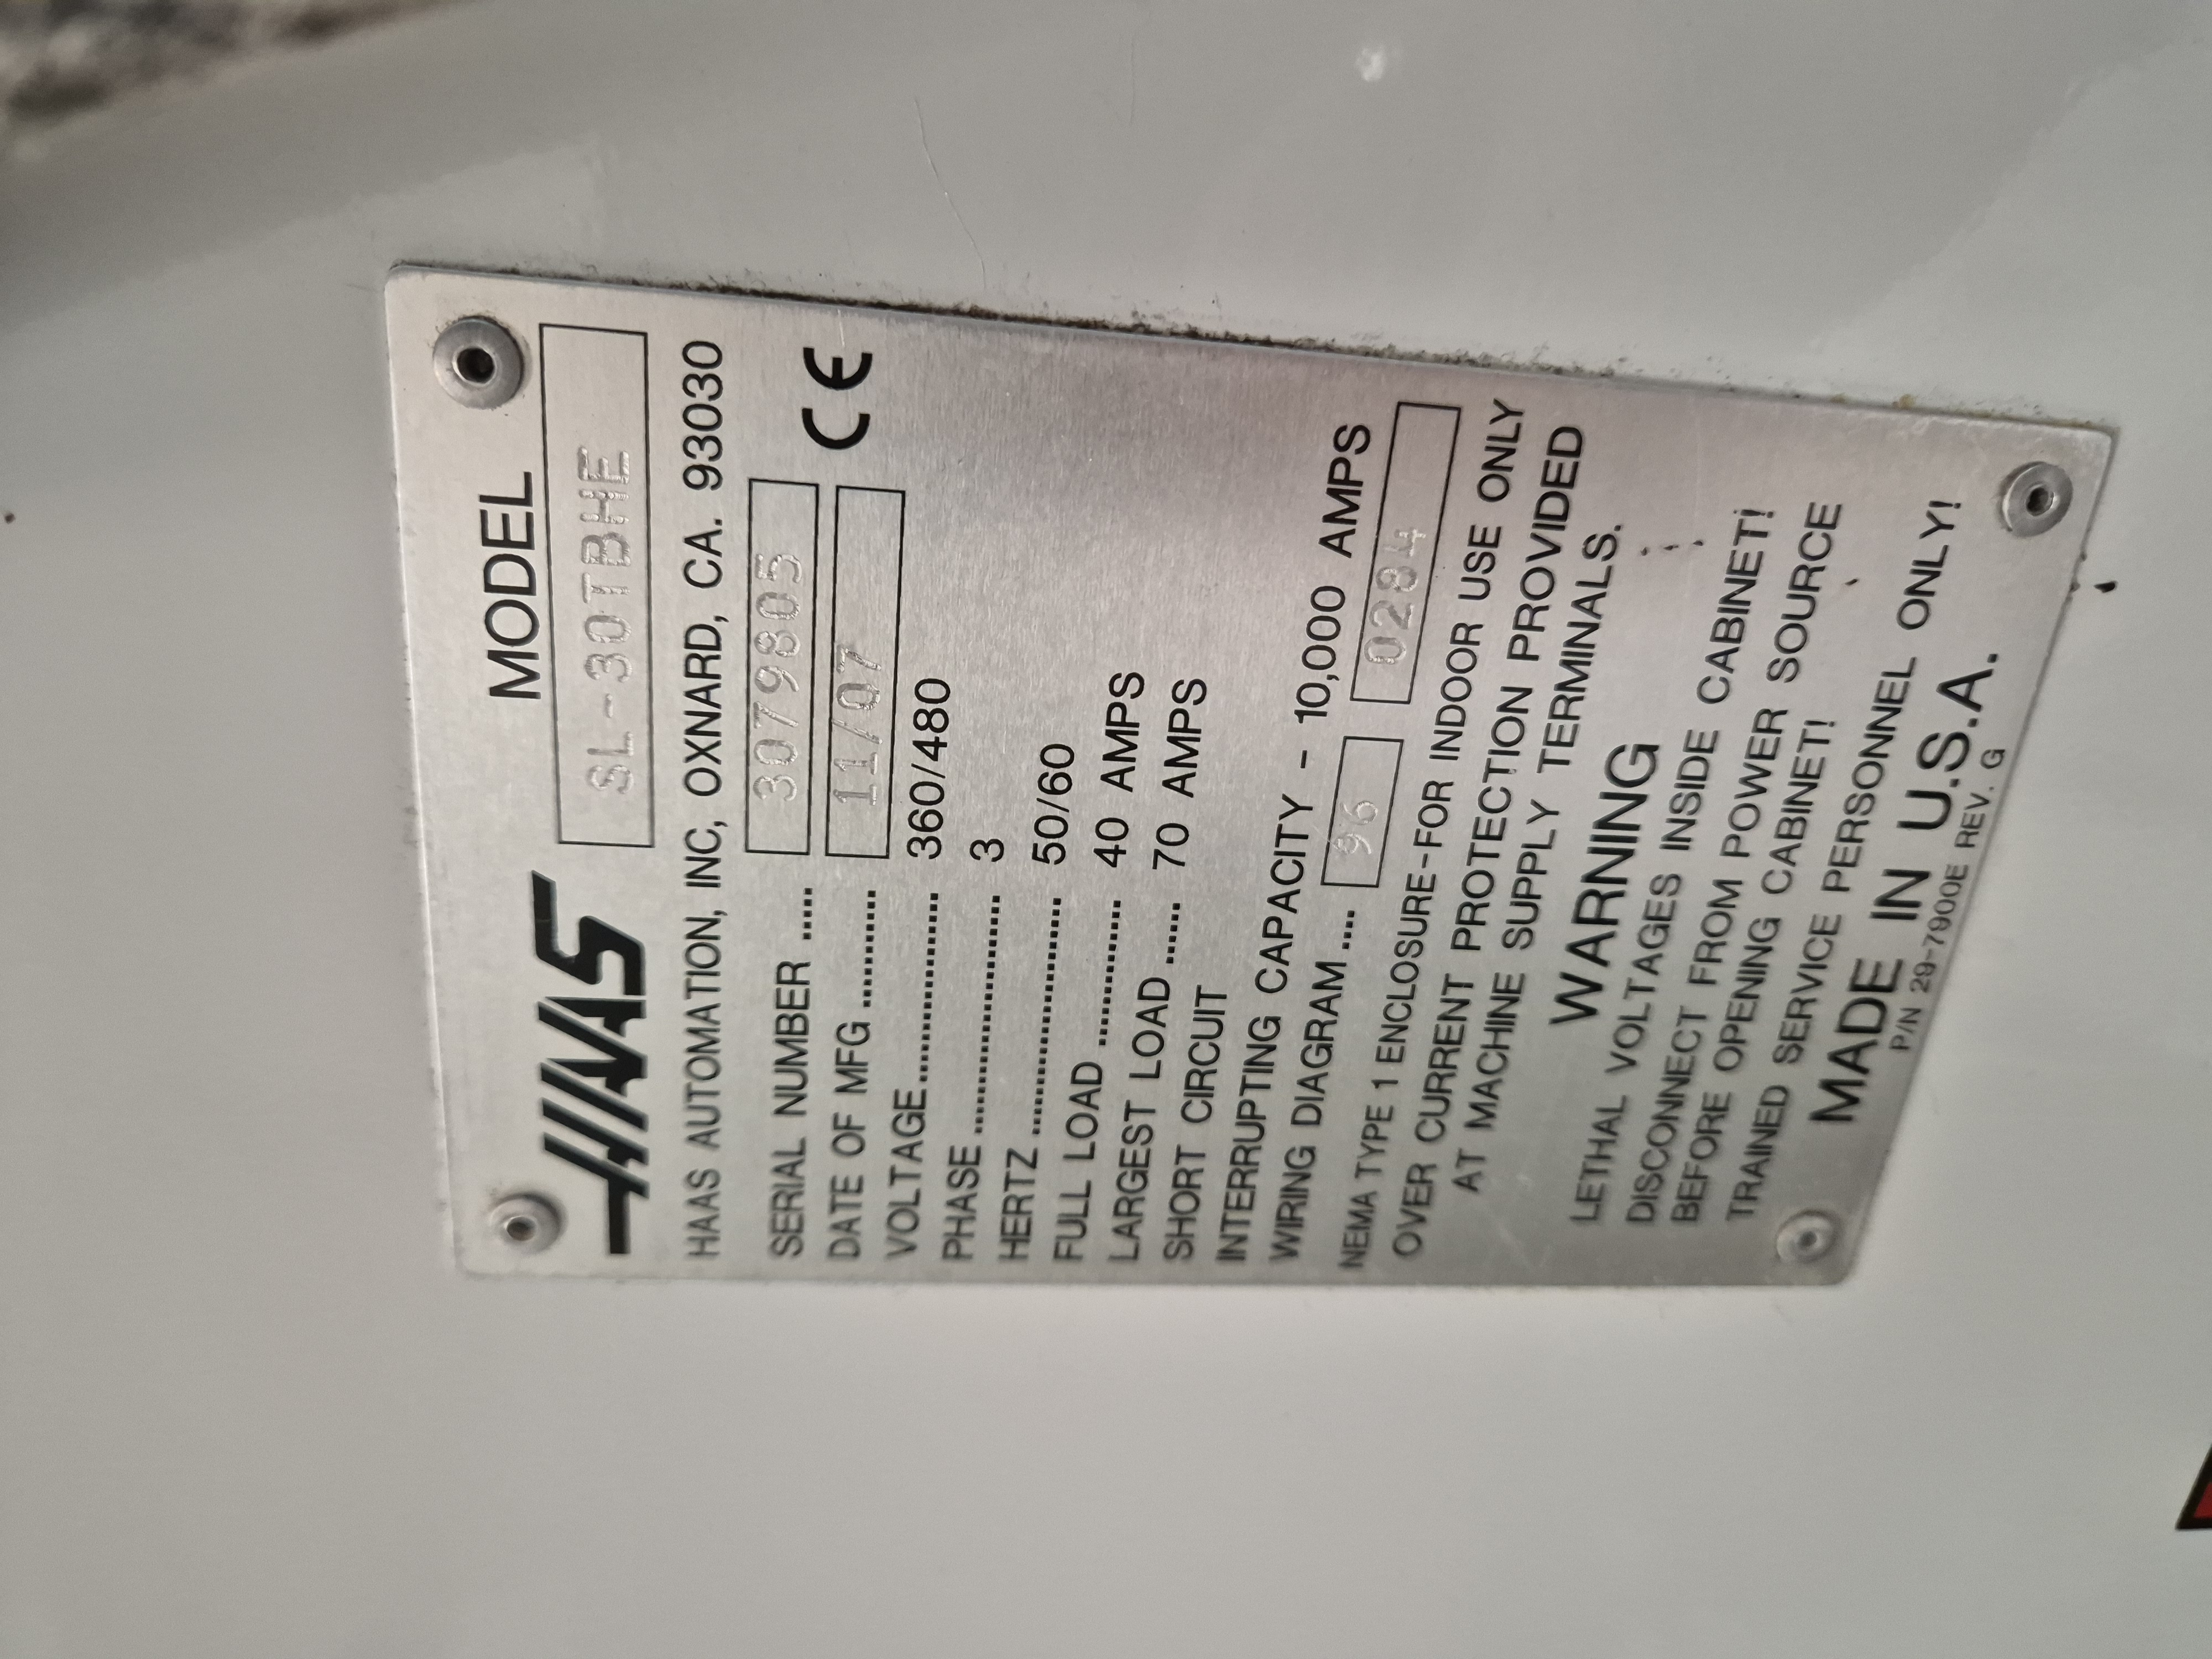 HAAS
MODEL
SL-30TBHE
HAAS AUTOMATION, INC, OXNARD, CA. 93030
SERIAL NUMBER ..... 3079805
DATE OF MFG ........... 11/07 CE
VOLTAGE.................. 360/480
PHASE ....................... 3
HERTZ ....................... 50/60
FULL LOAD .............. 40 AMPS
LARGEST LOAD ...... 70 AMPS
SHORT CIRCUIT
INTERRUPTING CAPACITY - 10,000 AMPS
WIRING DIAGRAM.... 96 0284
NEMA TYPE 1 ENCLOSURE-FOR INDOOR USE ONLY
OVER CURRENT PROTECTION PROVIDED
AT MACHINE SUPPLY TERMINALS.
WARNING
LETHAL VOLTAGES INSIDE CABINET!
DISCONNECT FROM POWER SOURCE
BEFORE OPENING CABINET!
TRAINED SERVICE PERSONNEL ONLY!
MADE IN U.S.A.
P/N 29-7900E REV. G